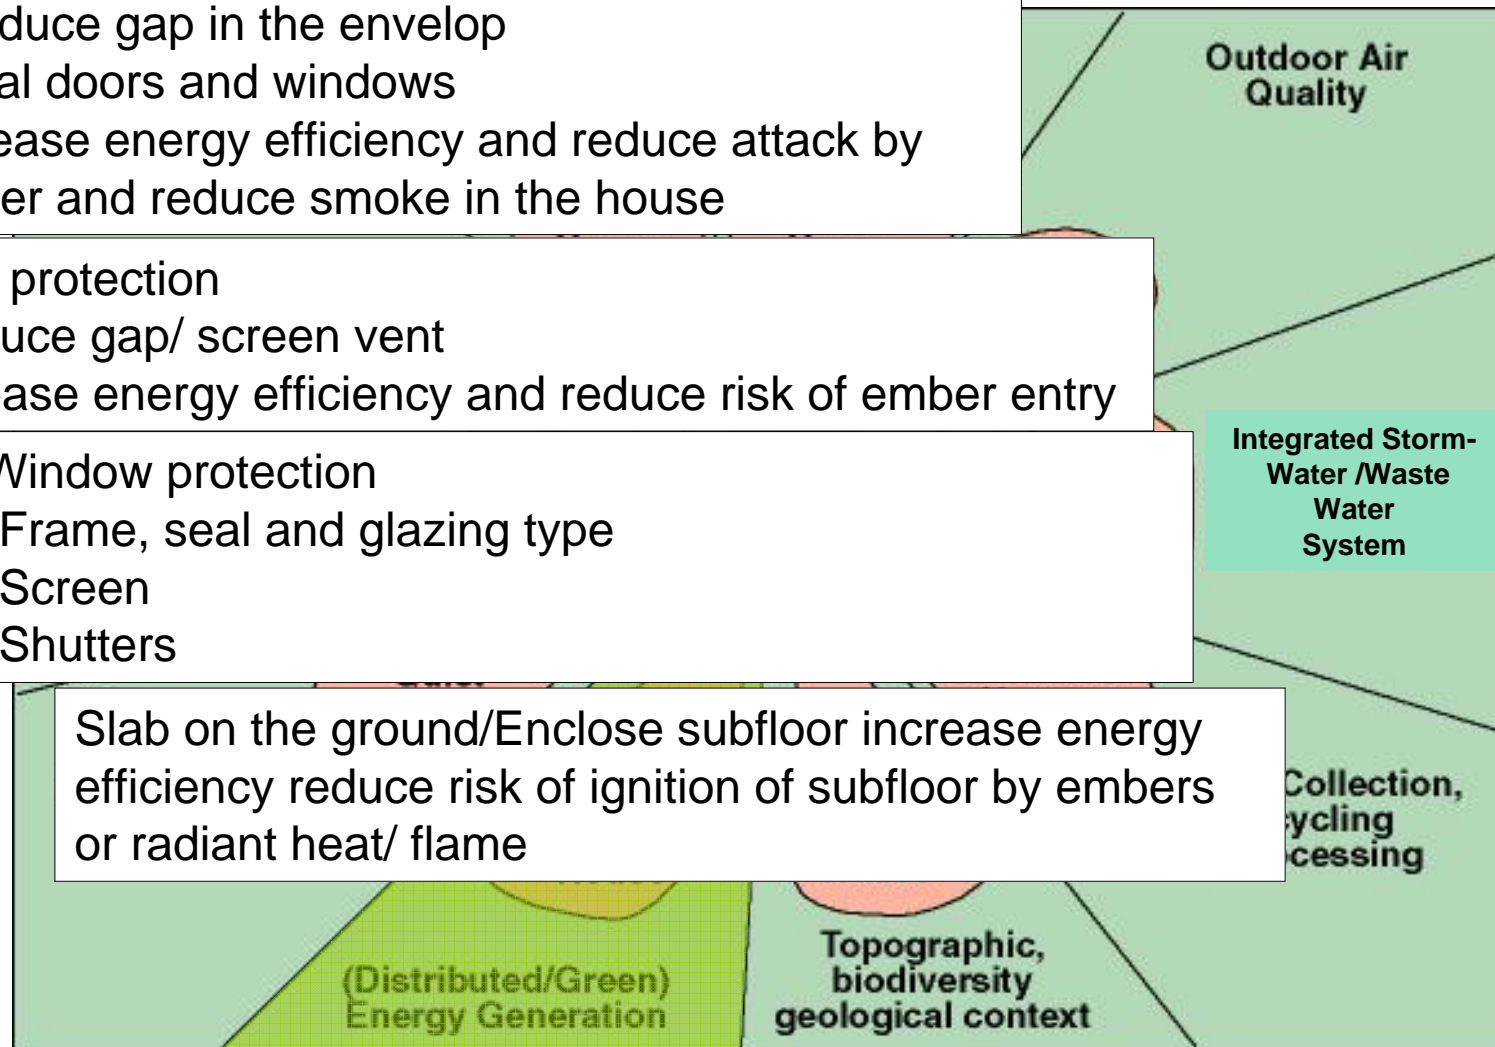 duce gap in the envelop
al doors and windows
ease energy efficiency and reduce attack by
er and reduce smoke in the house
protection
uce gap/ screen vent
ase energy efficiency and reduce risk of ember entry
Window protection
Frame, seal and glazing type
Screen
Shutters
Slab on the ground/Enclose subfloor increase energy
efficiency reduce risk of ignition of subfloor by embers
or radiant heat/ flame
Outdoor Air
Quality
Integrated Storm-
Water /Waste
Water
System
Collection,
ycling
cessing
(Distributed/Green)
Energy Generation
Topographic,
biodiversity
geological context